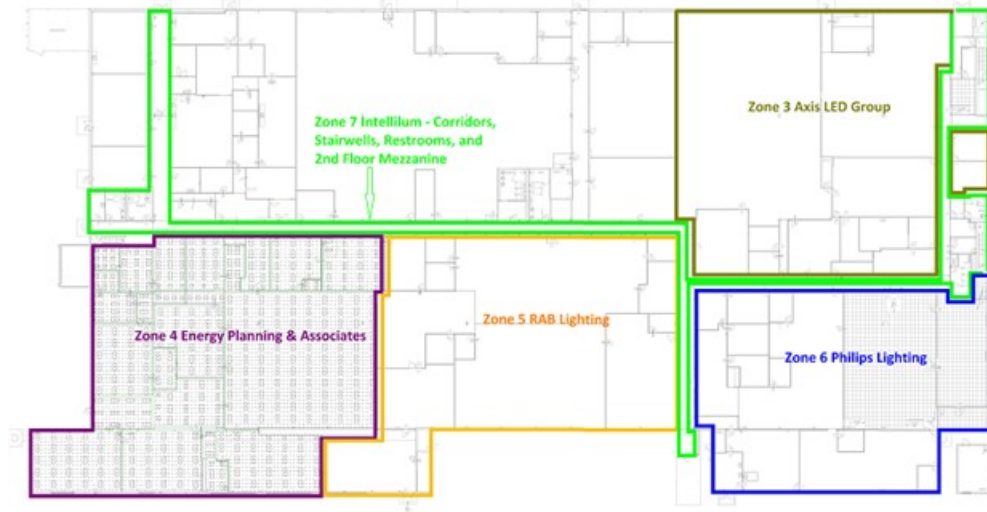 Zone 3 Axis LED Group
Zone 7 Intellilum - Corridors,
Stairwells, Restrooms, and
2nd Floor Mezzanine
Zone 5 RAB Lighting
Zone 4 Energy Planning & Associates
Zone 6 Philips Lighting